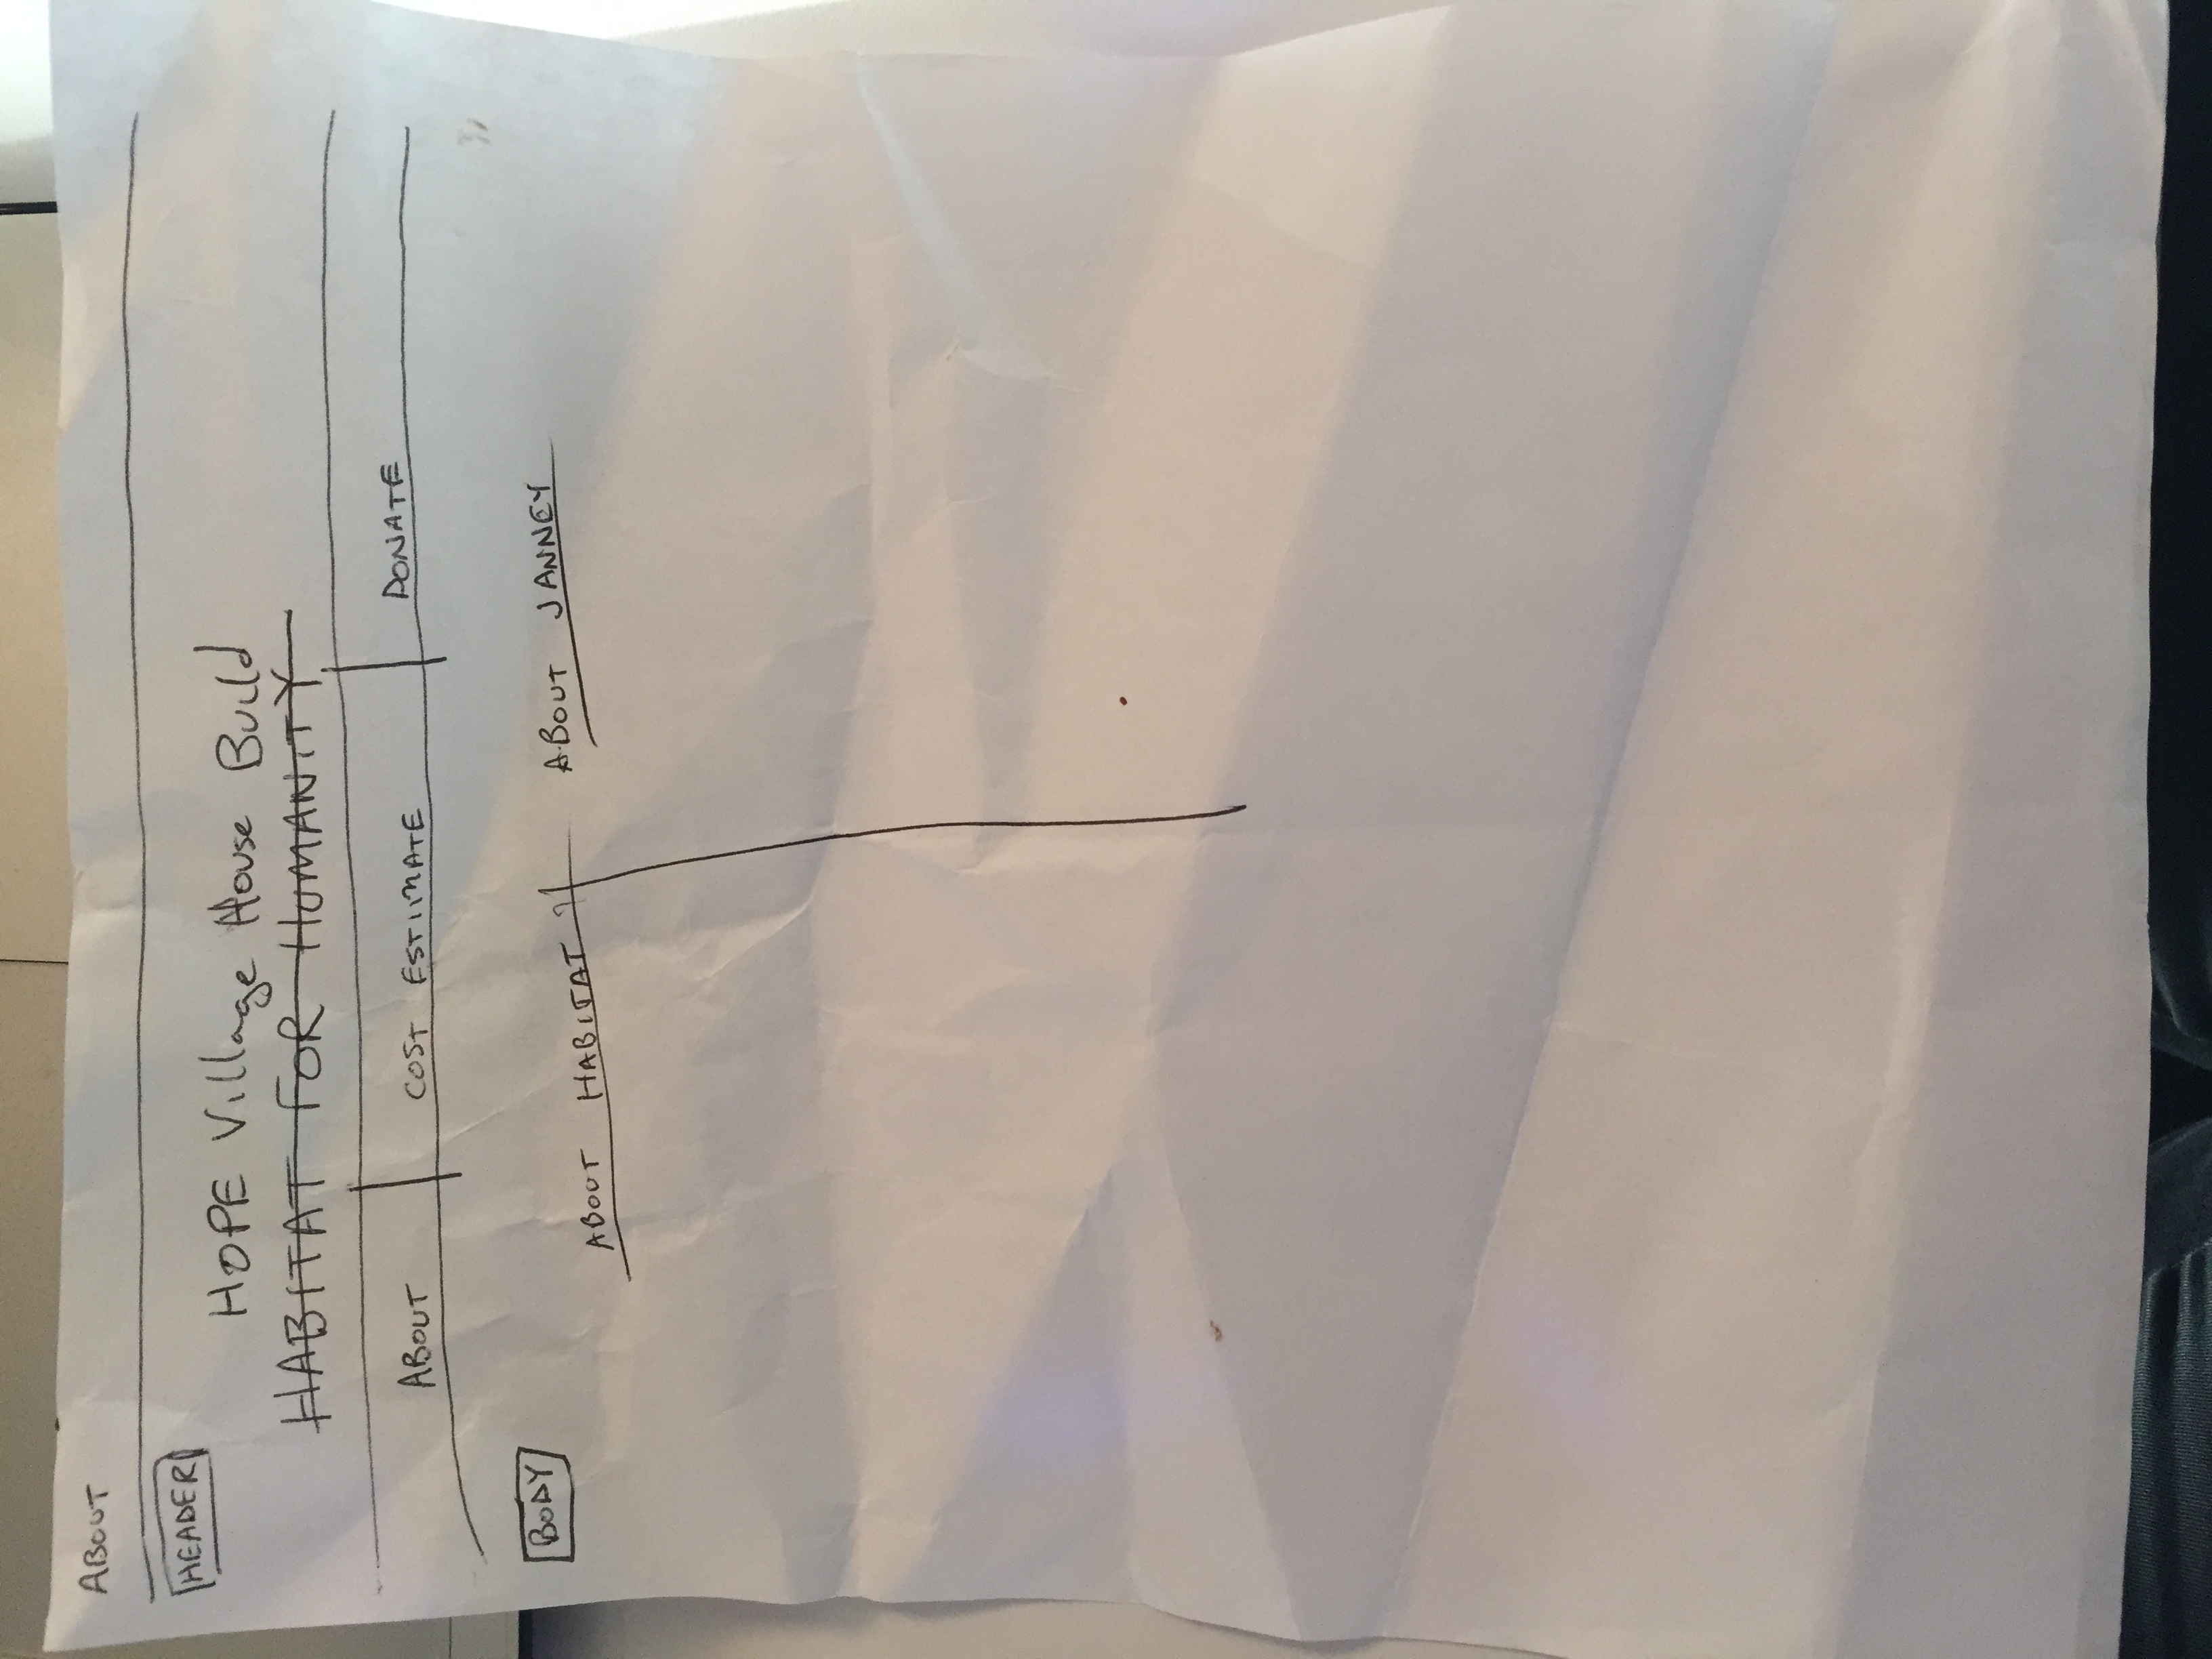 ABOUT
HEADER
HOPE Village House Build
HABITAT FOR HUMANITY
ABOUT COST ESTIMATE DONATE
BODY
ABOUT HABITAT ? ABOUT JANNEY